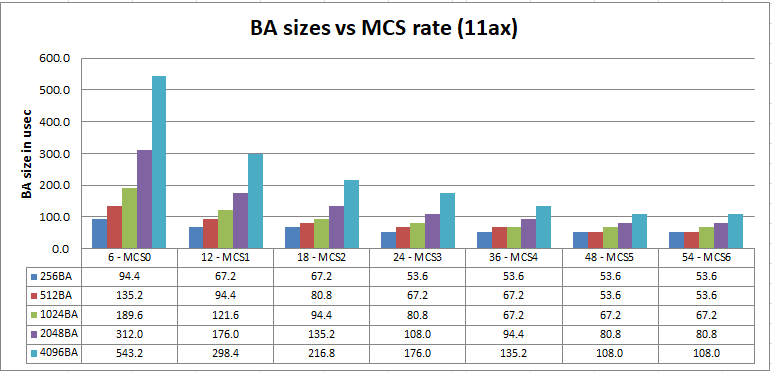 BA sizes vs MCS rate (11ax)
BA size in usec
600.0
500.0
400.0
300.0
200.0
100.0
0.0
6 - MCS0 12 - MCS1 18 - MCS2 24 - MCS3 36 - MCS4 48 - MCS5 54 - MCS6
256BA 94.4 67.2 67.2 53.6 53.6 53.6 53.6
512BA 135.2 94.4 80.8 67.2 67.2 53.6 53.6
1024BA 189.6 121.6 94.4 80.8 67.2 67.2 67.2
2048BA 312.0 176.0 135.2 108.0 94.4 80.8 80.8
4096BA 543.2 298.4 216.8 176.0 135.2 108.0 108.0